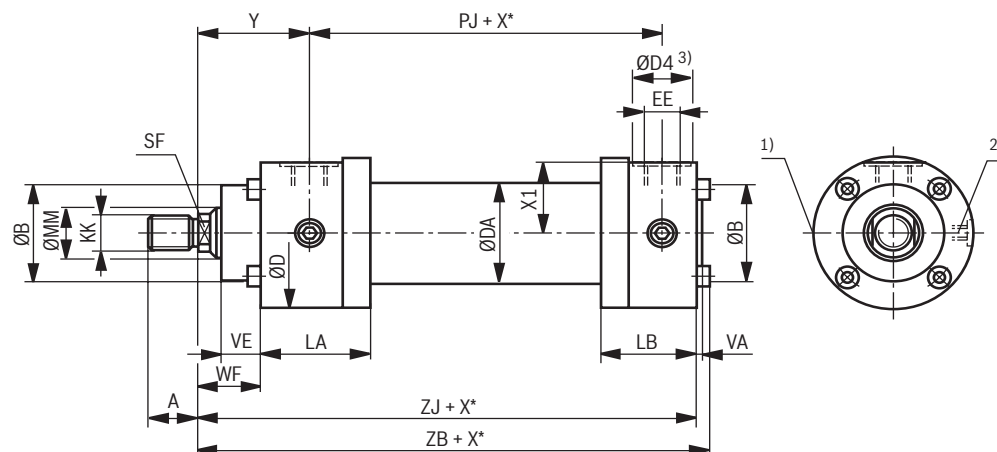 Y
PJ + X*
ØD4 3)
EE
SF
1)
2
ØB
ØMM
KK
X1
ØDA
ØB
ØD
VE
LA
LB
VA
WF
A
ZJ + X*
ZB + X*